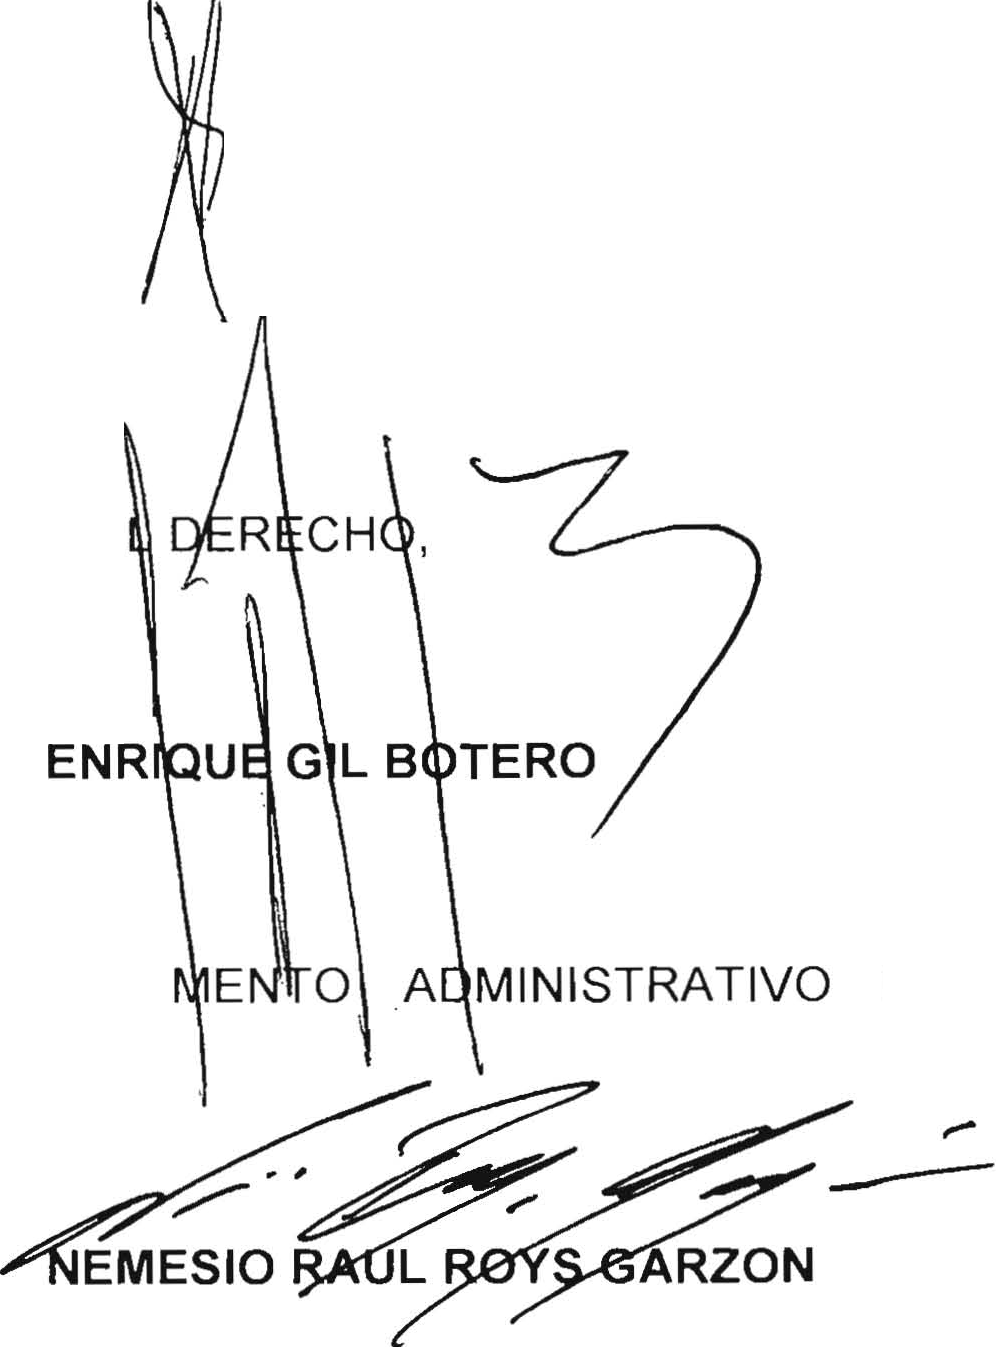 L DERECHO,
ENRIQUE GIL BOTERO
MENTO ADMINISTRATIVO
NEMESIO RAUL ROYS GARZON